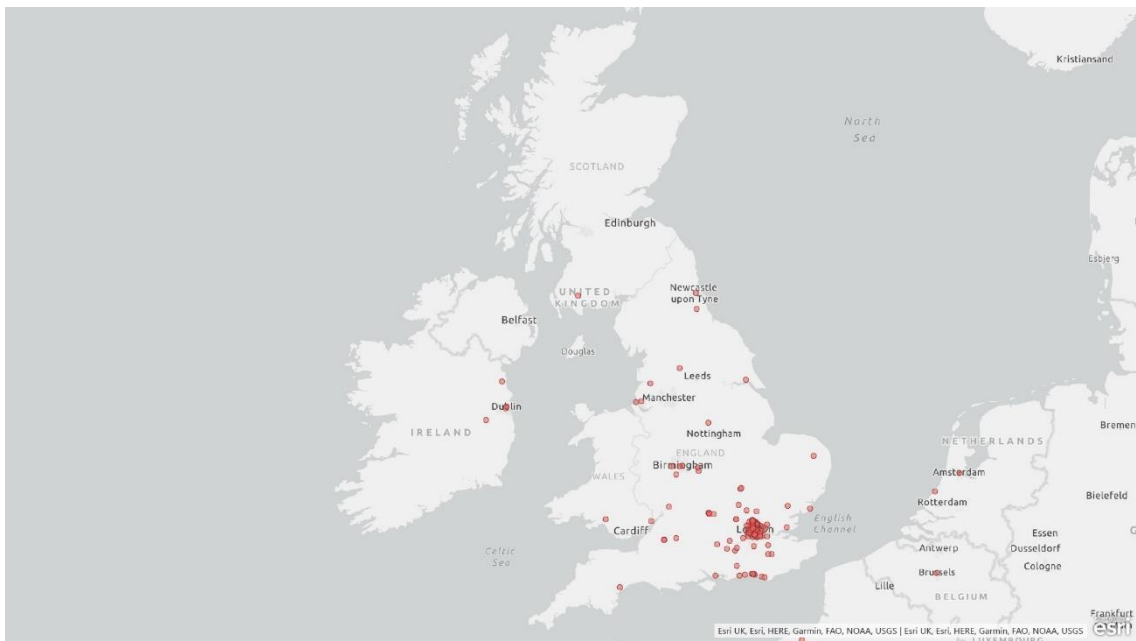 Kristiansand
North
Sea
SCOTLAND
Edinburgh
Esbjerg
Newcastle
upon Tyne
UNITED
KINGDOM
Belfast
Douglas
Leeds
Manchester
Dublin
IRELAND
Nottingham
ENGLAND
Birmingham
WALES
NETHERLANDS
Amsterdam
Rotterdam
Bremen
Bielefeld
English
Channel
London
Cardiff
Celtic
Sea
Essen
Antwerp
Dusseldorf
Cologne
Brussels
Lille
BELGIUM
Frankfurt
LUXEMBOURG
Esri UK, Esri, HERE, Garmin, FAO, NOAA, USGS | Esri UK, Esri, HERE, Garmin, FAO, NOAA, USGS
esri